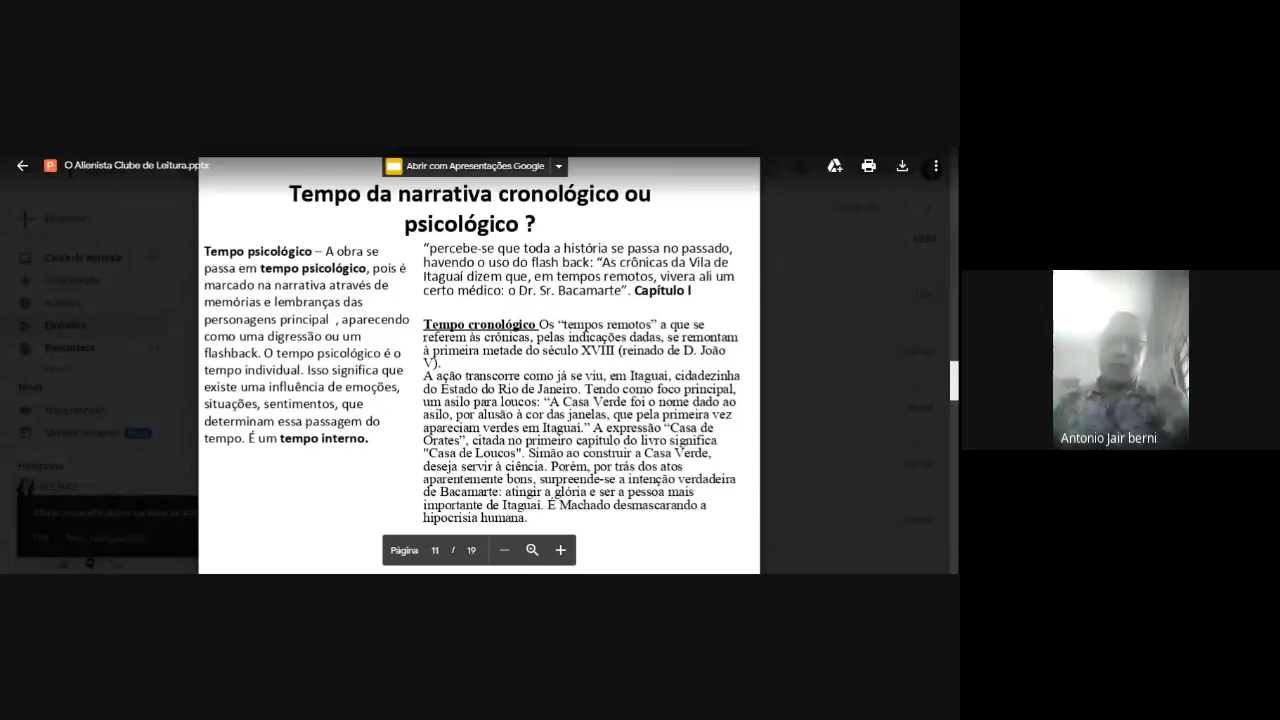 O Alienista Clube de Leitura.pptx
Abrir com Apresentações Google
Tempo da narrativa cronológico ou
psicológico ?
Tempo psicológico – A obra se
passa em tempo psicológico, pois é
marcado na narrativa através de
memórias e lembranças das
personagens principal , aparecendo
como uma digressão ou um
flashback. O tempo psicológico é o
tempo individual. Isso significa que
existe uma influência de emoções,
situações, sentimentos, que
determinam essa passagem do
tempo. É um tempo interno.
“percebe-se que toda a história se passa no passado,
havendo o uso do flash back: “As crônicas da Vila de
Itaguaí dizem que, em tempos remotos, vivera ali um
certo médico: o Dr. Sr. Bacamarte”. Capítulo I
Tempo cronológico Os “tempos remotos” a que se
referem às crônicas, pelas indicações dadas, se remontam
à primeira metade do século XVIII (reinado de D. João
V).
A ação transcorre como já se viu, em Itaguaí, cidadezinha
do Estado do Rio de Janeiro. Tendo como foco principal,
um asilo para loucos: “A Casa Verde foi o nome dado ao
asilo, por alusão à cor das janelas, que pela primeira vez
apareciam verdes em Itaguaí.” A expressão “Casa de
Orates”, citada no primeiro capítulo do livro significa
"Casa de Loucos". Simão ao construir a Casa Verde,
deseja servir à ciência. Porém, por trás dos atos
aparentemente bons, surpreende-se a intenção verdadeira
de Bacamarte: atingir a glória e ser a pessoa mais
importante de Itaguaí. É Machado desmascarando a
hipocrisia humana.
Página 11 / 19
Antonio Jair berni